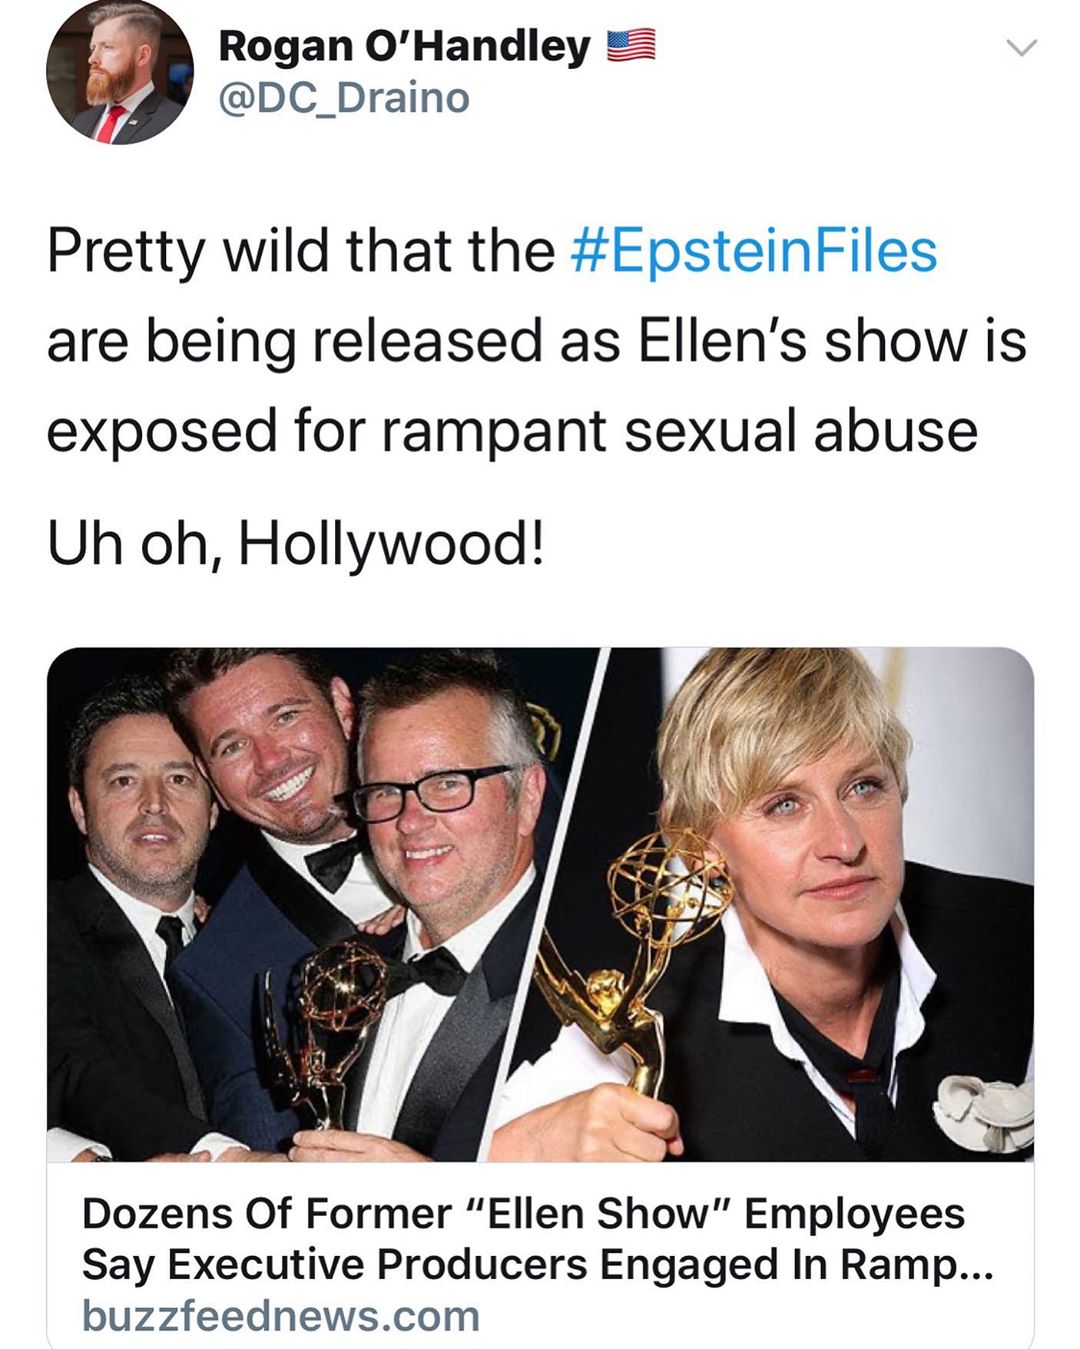 Rogan O’Handley 🇺🇸
@DC_Draino
Pretty wild that the #EpsteinFiles
are being released as Ellen’s show is
exposed for rampant sexual abuse
Uh oh, Hollywood!
Dozens Of Former “Ellen Show” Employees
Say Executive Producers Engaged In Ramp...
buzzfeednews.com